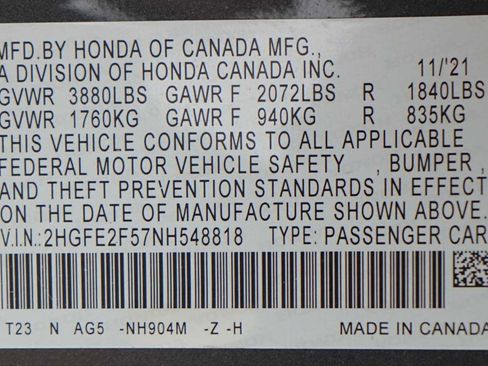 MFD.BY HONDA OF CANADA MFG.,
A DIVISION OF HONDA CANADA INC. 11/'21
GVWR 3880LBS GAWR F 2072LBS R 1840LBS
GVWR 1760KG GAWR F 940KG R 835KG
THIS VEHICLE CONFORMS TO ALL APPLICABLE
FEDERAL MOTOR VEHICLE SAFETY , BUMPER ,
AND THEFT PREVENTION STANDARDS IN EFFECT
ON THE DATE OF MANUFACTURE SHOWN ABOVE.
V.I.N:2HGFE2F57NH548818 TYPE: PASSENGER CAR
T23 N AG5 -NH904M -Z -H MADE IN CANADA